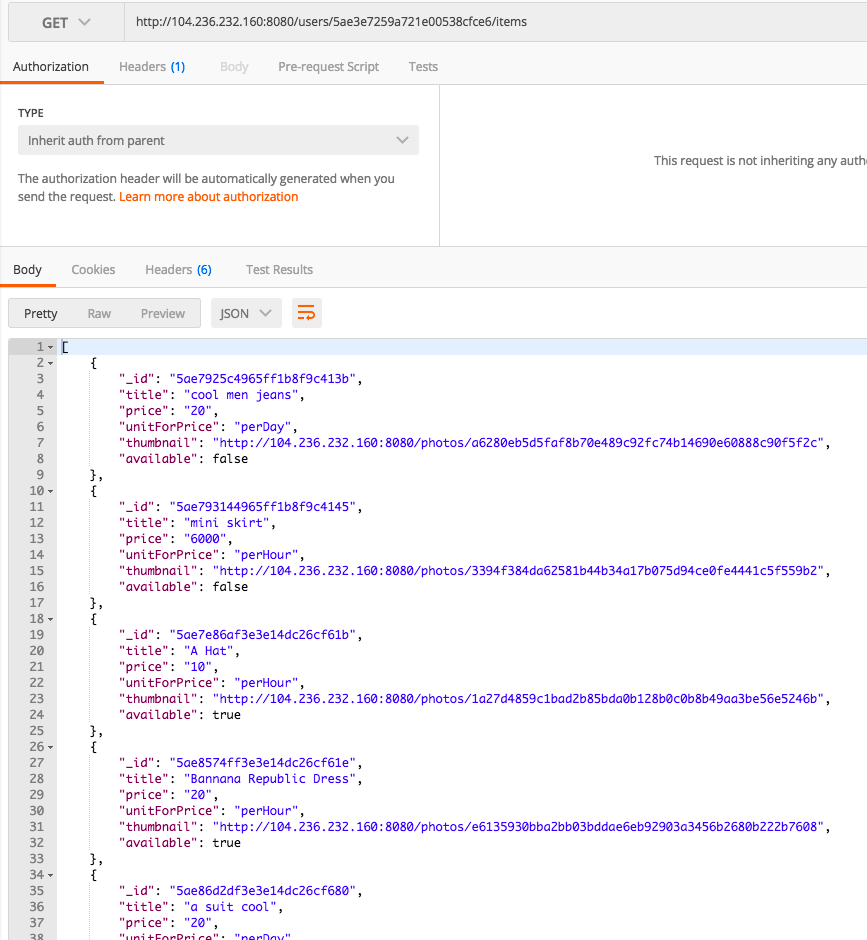 GET http://104.236.232.160:8080/users/5ae3e7259a721e00538cfce6/items
Authorization Headers (1) Body Pre-request Script Tests
TYPE
Inherit auth from parent
The authorization header will be automatically generated when you
send the request. Learn more about authorization
This request is not inheriting any autho
Body Cookies Headers (6) Test Results
Pretty Raw Preview JSON
1 [
2 {
3 "_id": "5ae7925c4965ff1b8f9c413b",
4 "title": "cool men jeans",
5 "price": "20",
6 "unitForPrice": "perDay",
7 "thumbnail": "http://104.236.232.160:8080/photos/a6280eb5d5faf8b70e489c92fc74b14690e60888c90f5f2c",
8 "available": false
9 },
10 {
11 "_id": "5ae793144965ff1b8f9c4145",
12 "title": "mini skirt",
13 "price": "6000",
14 "unitForPrice": "perHour",
15 "thumbnail": "http://104.236.232.160:8080/photos/3394f384da62581b44b34a17b075d94ce0fe4441c5f559b2",
16 "available": false
17 },
18 {
19 "_id": "5ae7e86af3e3e14dc26cf61b",
20 "title": "A Hat",
21 "price": "10",
22 "unitForPrice": "perHour",
23 "thumbnail": "http://104.236.232.160:8080/photos/1a27d4859c1bad2b85bda0b128b0c0b8b49aa3be56e5246b",
24 "available": true
25 },
26 {
27 "_id": "5ae8574ff3e3e14dc26cf61e",
28 "title": "Bannana Republic Dress",
29 "price": "20",
30 "unitForPrice": "perHour",
31 "thumbnail": "http://104.236.232.160:8080/photos/e6135930bba2bb03bddae6eb92903a3456b2680b222b7608",
32 "available": true
33 },
34 {
35 "_id": "5ae86d2df3e3e14dc26cf680",
36 "title": "a suit cool",
37 "price": "20",
38 "unitForPrice": "perDay"